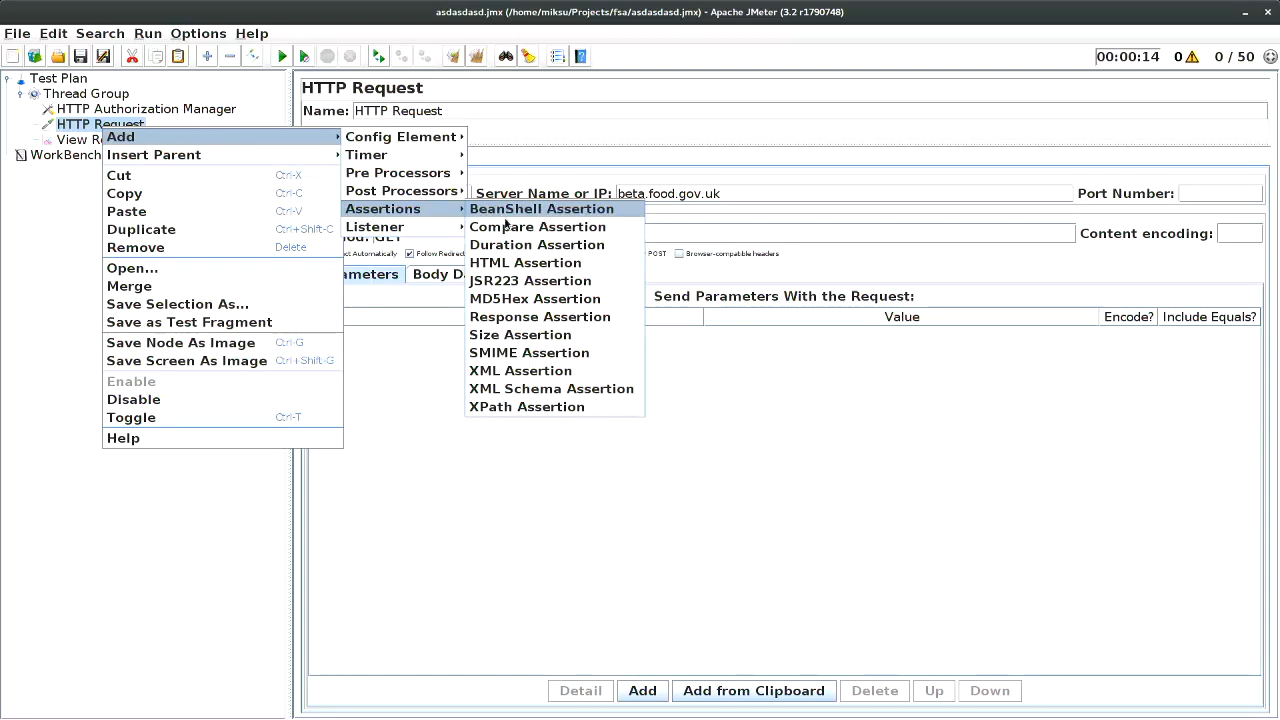 asdasdasd.jmx (/home/miksu/Projects/fsa/asdasdasd.jmx) - Apache JMeter (3.2 r1790748)
File Edit Search Run Options Help
00:00:14 0 0 / 50
Test Plan
Thread Group
HTTP Authorization Manager
HTTP Request
View R
WorkBench
HTTP Request
Name: HTTP Request
Add
Insert Parent
Cut Ctrl-X
Copy Ctrl-C
Paste Ctrl-V
Duplicate Ctrl+Shift-C
Remove Delete
Open...
Merge
Save Selection As...
Save as Test Fragment
Save Node As Image Ctrl-G
Save Screen As Image Ctrl+Shift-G
Enable
Disable
Toggle Ctrl-T
Help
Config Element
Timer
Pre Processors
Post Processors
Assertions
Listener
BeanShell Assertion
Compare Assertion
Duration Assertion
HTML Assertion
JSR223 Assertion
MD5Hex Assertion
Response Assertion
Size Assertion
SMIME Assertion
XML Assertion
XML Schema Assertion
XPath Assertion
Server Name or IP: beta.food.gov.uk Port Number:
Content encoding:
ct Automatically Follow Redirect POST Browser-compatible headers
ameters Body D
Send Parameters With the Request:
Value Encode? Include Equals?
Detail Add Add from Clipboard Delete Up Down